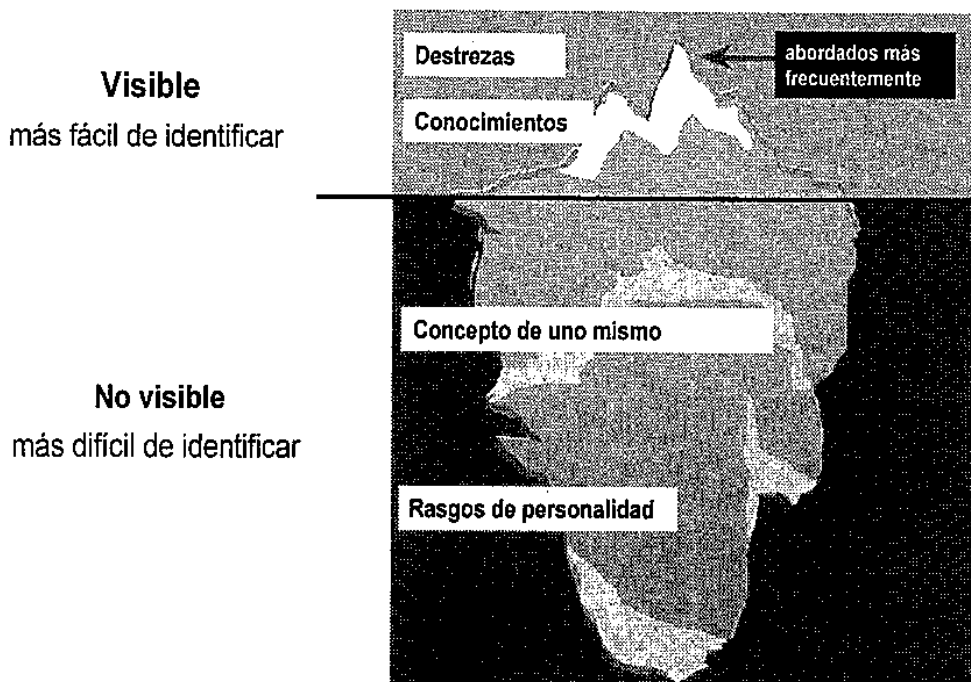 Visible
más fácil de identificar
Destrezas
Conocimientos
abordados más
frecuentemente
No visible
más difícil de identificar
Concepto de uno mismo
Rasgos de personalidad